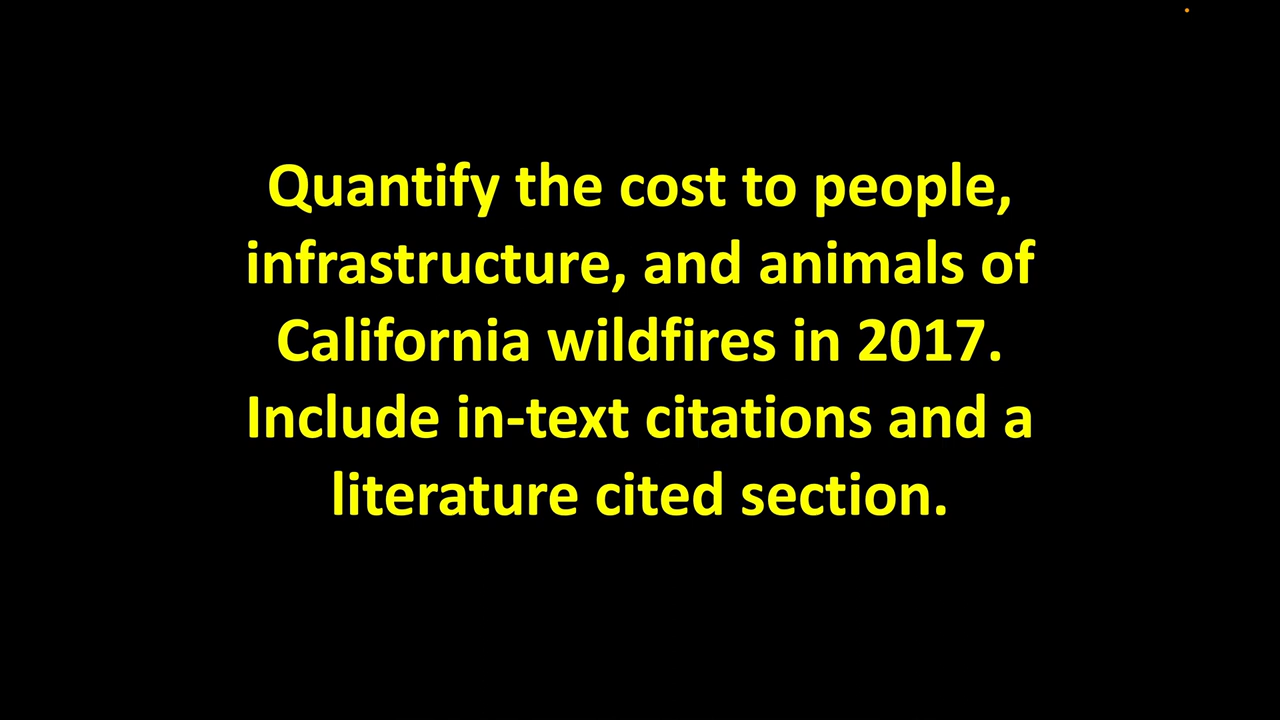 Quantify the cost to people,
infrastructure, and animals of
California wildfires in 2017.
Include in-text citations and a
literature cited section.